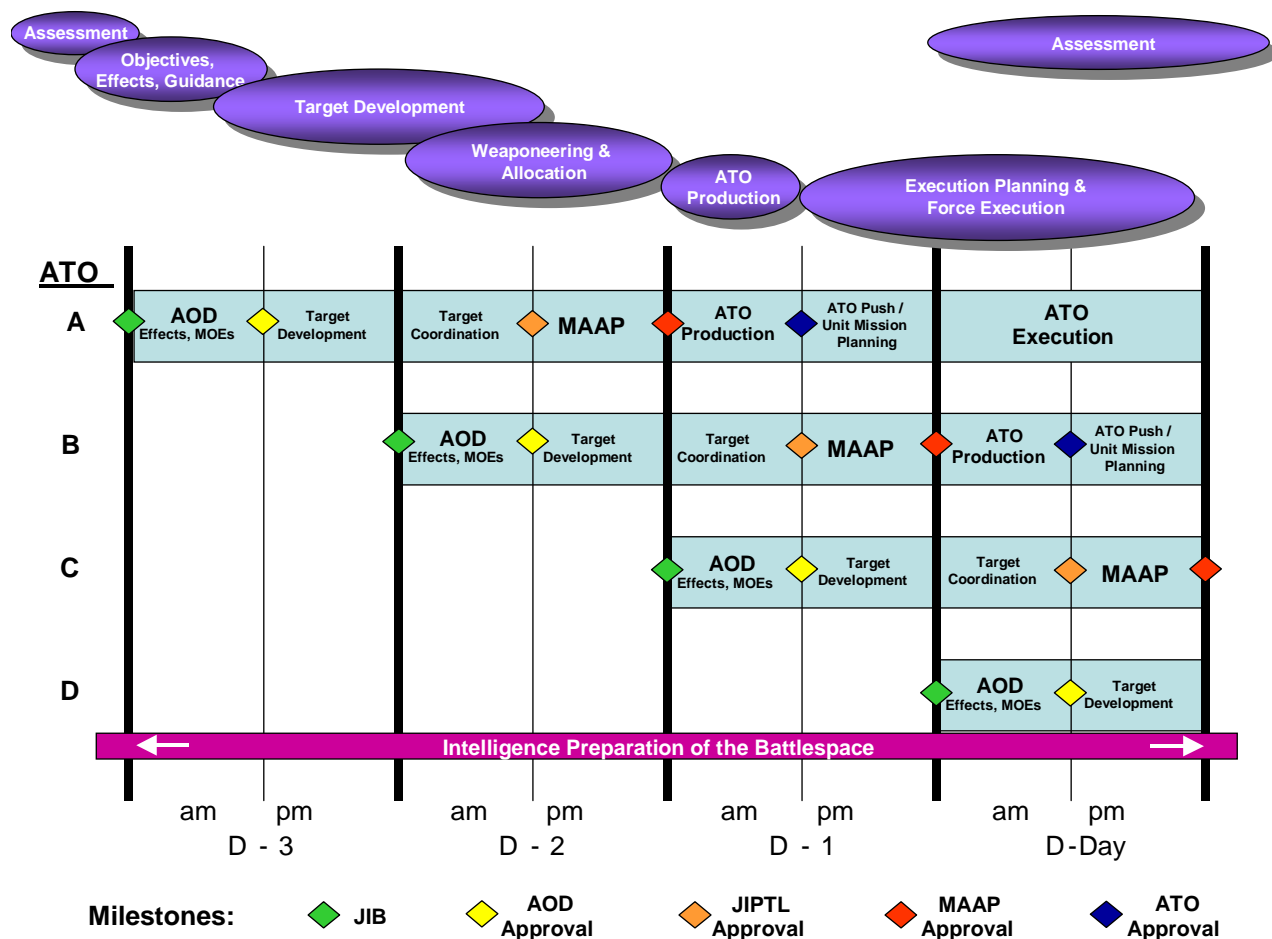 Assessment
Objectives,
Effects, Guidance
Target Development
Weaponeering &
Allocation
ATO
Production
Execution Planning &
Force Execution
Assessment
ATO
A
AOD
Effects, MOEs
Target
Development
Target
Coordination
MAAP
ATO
Production
ATO Push /
Unit Mission
Planning
ATO
Execution
B
AOD
Effects, MOEs
Target
Development
Target
Coordination
MAAP
ATO
Production
ATO Push /
Unit Mission
Planning
C
AOD
Effects, MOEs
Target
Development
Target
Coordination
MAAP
D
AOD
Effects, MOEs
Target
Development
Intelligence Preparation of the Battlespace
am pm am pm am pm am pm
D - 3 D - 2 D - 1 D-Day
Milestones:
JIB
AOD
Approval
JIPTL
Approval
MAAP
Approval
ATO
Approval